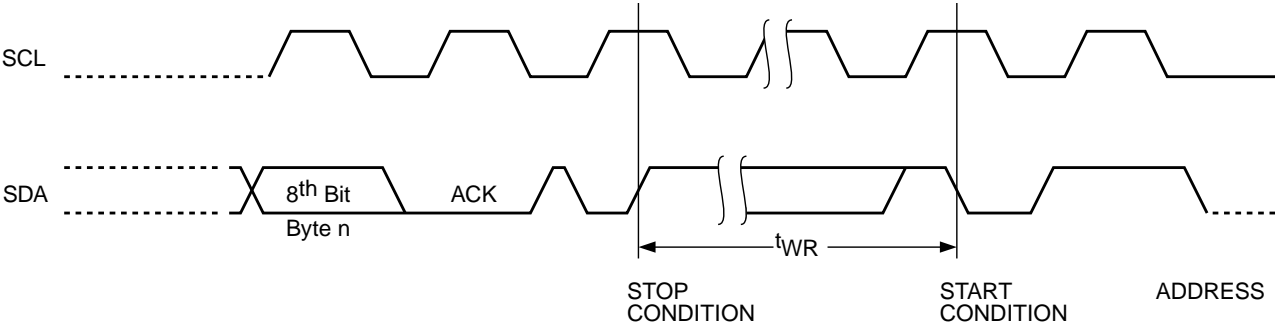 SCL
SDA
8th Bit
ACK
Byte n
tWR
STOP
CONDITION
START
CONDITION
ADDRESS